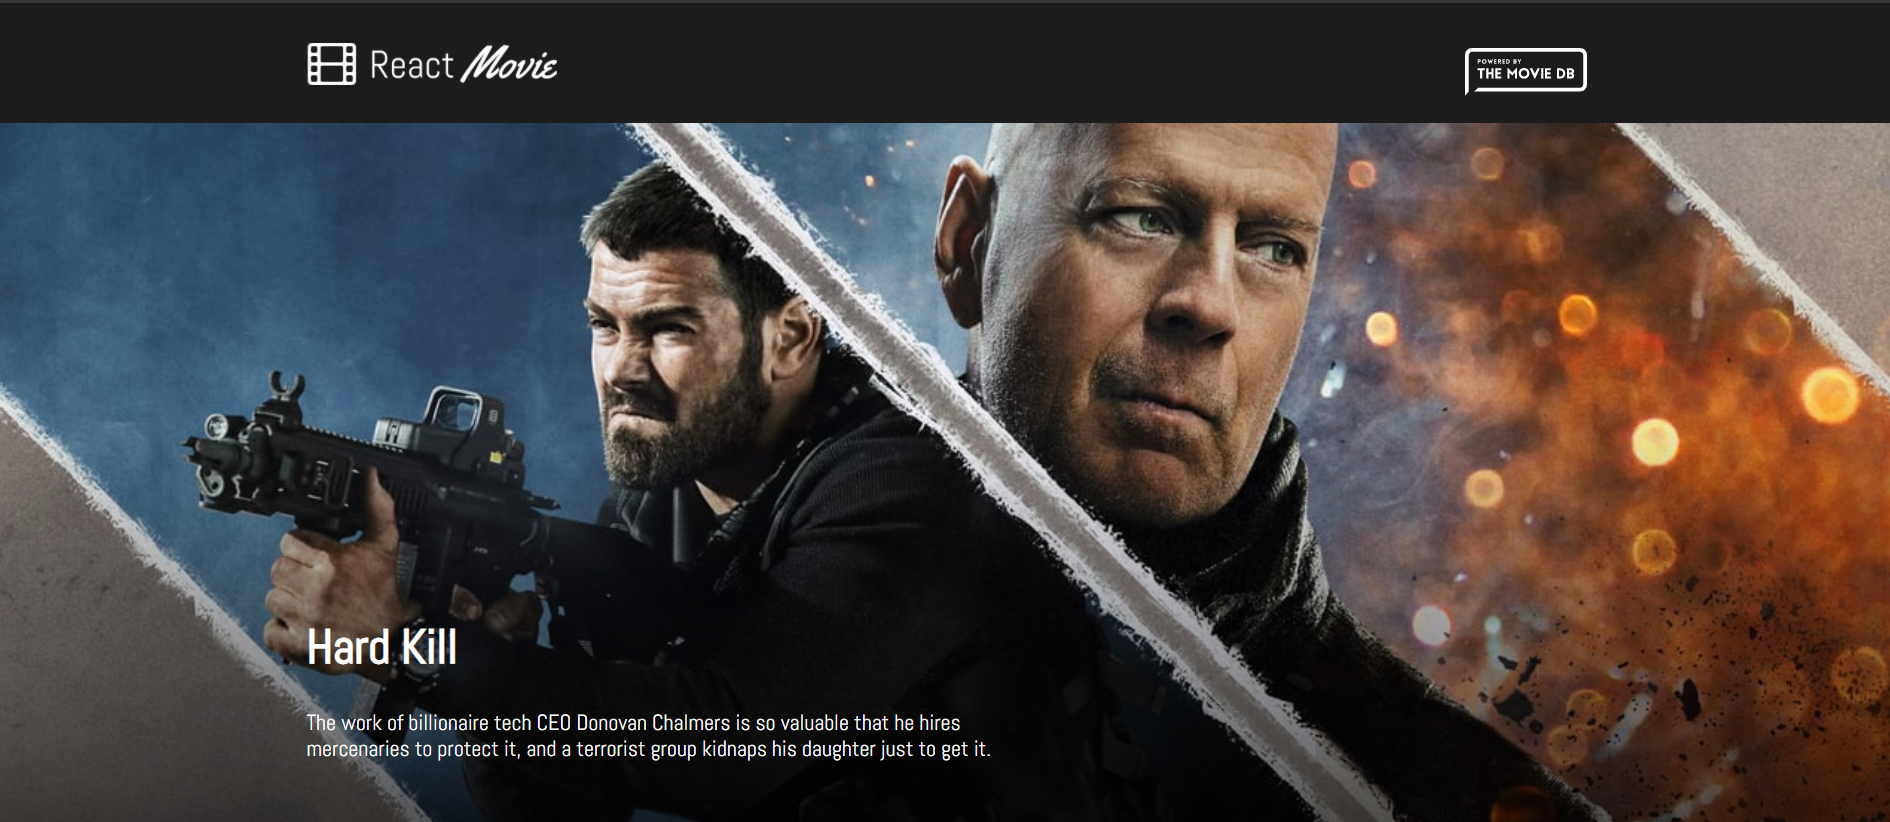 React Movie
POWERED BY
THE MOVIE DB
Hard Kill
The work of billionaire tech CEO Donovan Chalmers is so valuable that he hires
mercenaries to protect it, and a terrorist group kidnaps his daughter just to get it.